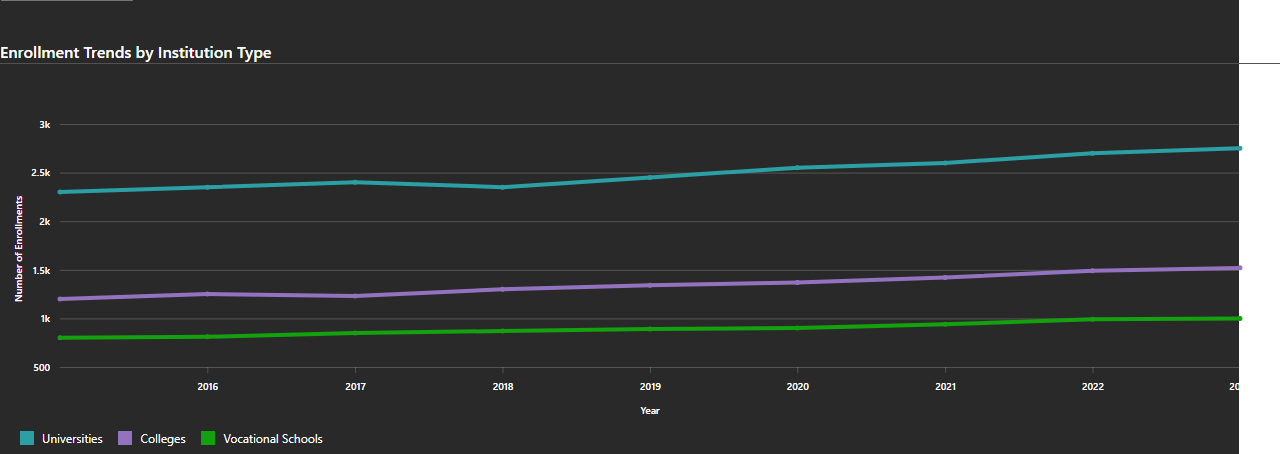 Enrollment Trends by Institution Type
3k
2.5k
2k
1.5k
1k
500
Number of Enrollments
2016 2017 2018 2019 2020 2021 2022 20
Year
Universities Colleges Vocational Schools